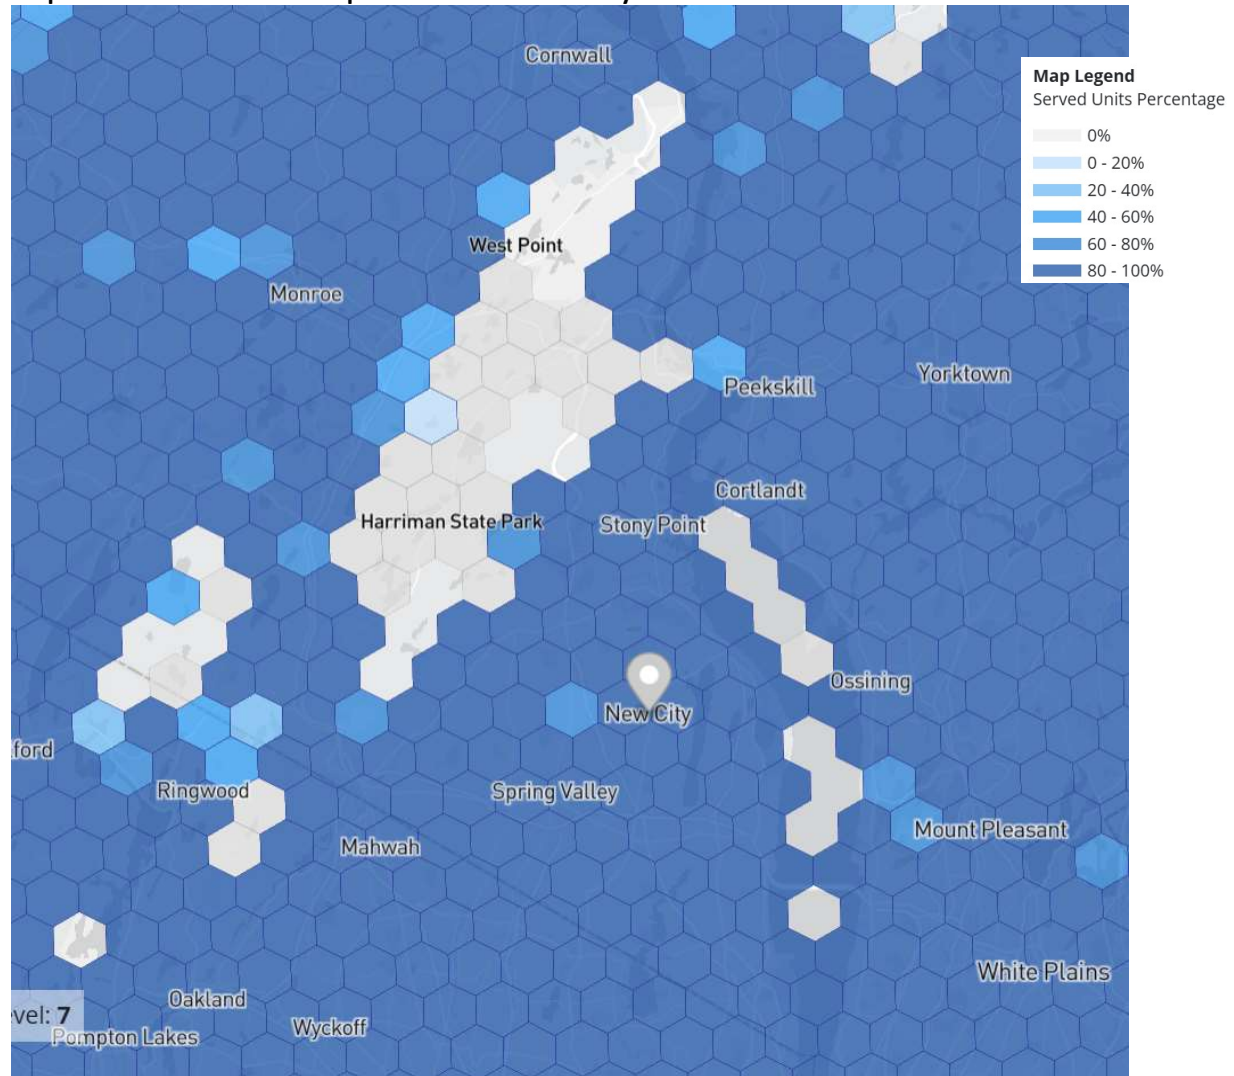 Cornwall
Map Legend
Served Units Percentage
0%
0 - 20%
20 - 40%
40 - 60%
60 - 80%
80 - 100%
West Point
Monroe
Peekskill
Yorktown
Cortlandt
Harriman State Park
Stony Point
Ossining
New City
ford
Ringwood
Spring Valley
Mount Pleasant
Mahwah
White Plains
Oakland
vel: 7
Pompton Lakes
Wyckoff